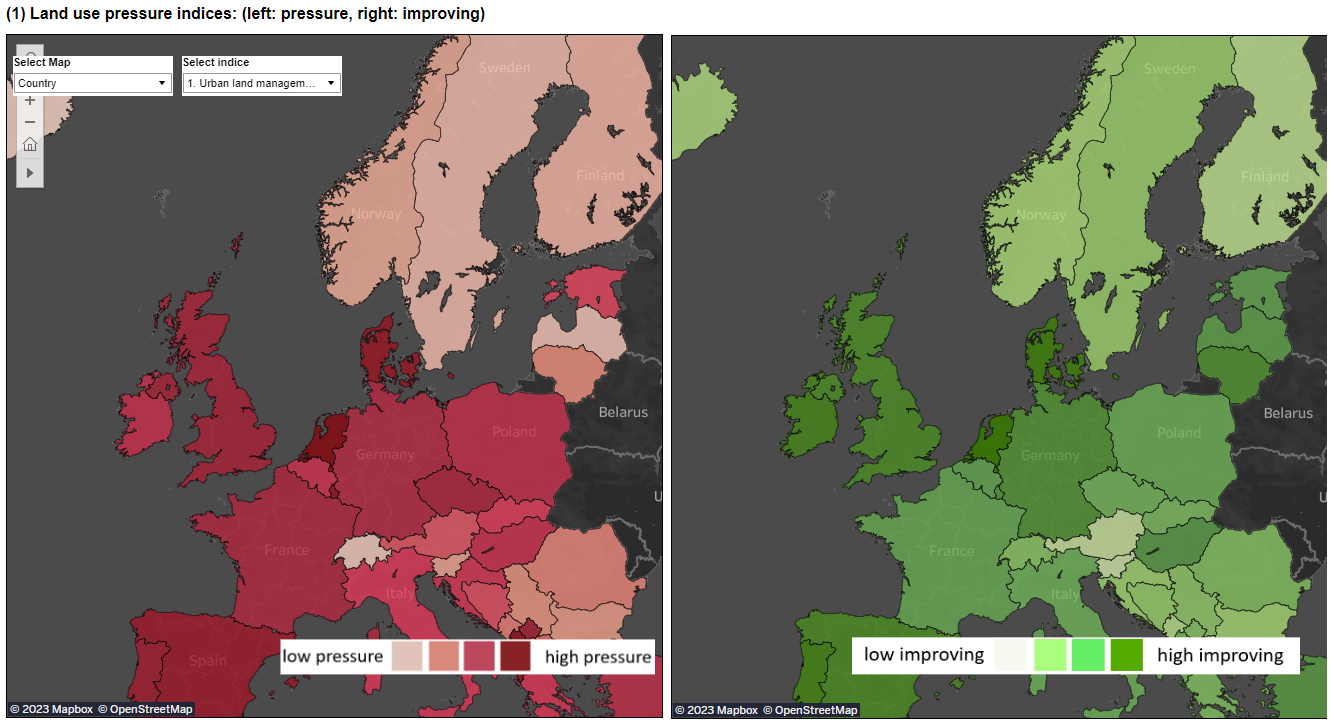 (1) Land use pressure indices: (left: pressure, right: improving)
Select Map
Select indice
Country
1. Urban land managem...
Sweden
Finland
Norway
Belarus
Poland
Germany
U
France
Italy
Spain
low pressure
high pressure
© 2023 Mapbox © OpenStreetMap
Sweden
Finland
Norway
Belarus
Poland
Germany
U
France
Italy
low improving
high improving
© 2023 Mapbox © OpenStreetMap